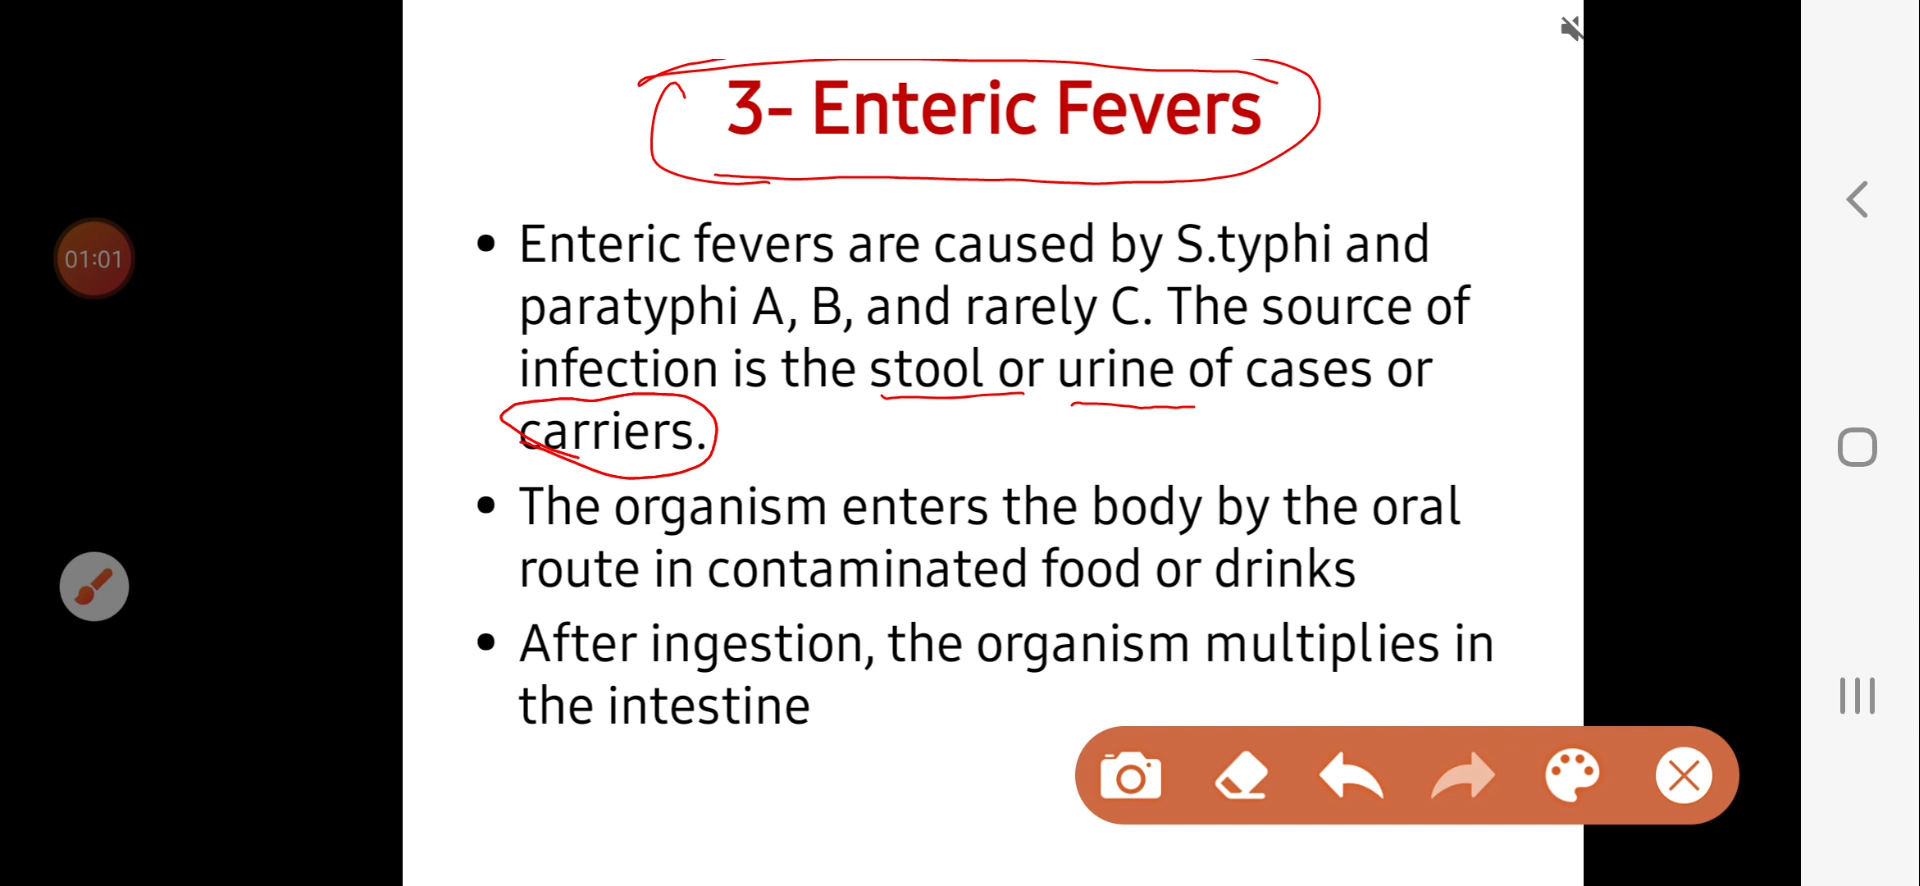 3- Enteric Fevers
01:01
• Enteric fevers are caused by S.typhi and
paratyphi A, B, and rarely C. The source of
infection is the stool or urine of cases or
carriers.
• The organism enters the body by the oral
route in contaminated food or drinks
• After ingestion, the organism multiplies in
the intestine